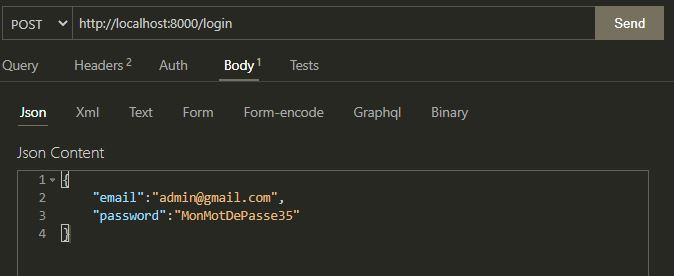 POST http://localhost:8000/login Send
Query Headers 2 Auth Body 1 Tests
Json Xml Text Form Form-encode Graphql Binary
Json Content
1 {
2 "email":"admin@gmail.com",
3 "password":"MonMotDePasse35"
4 }